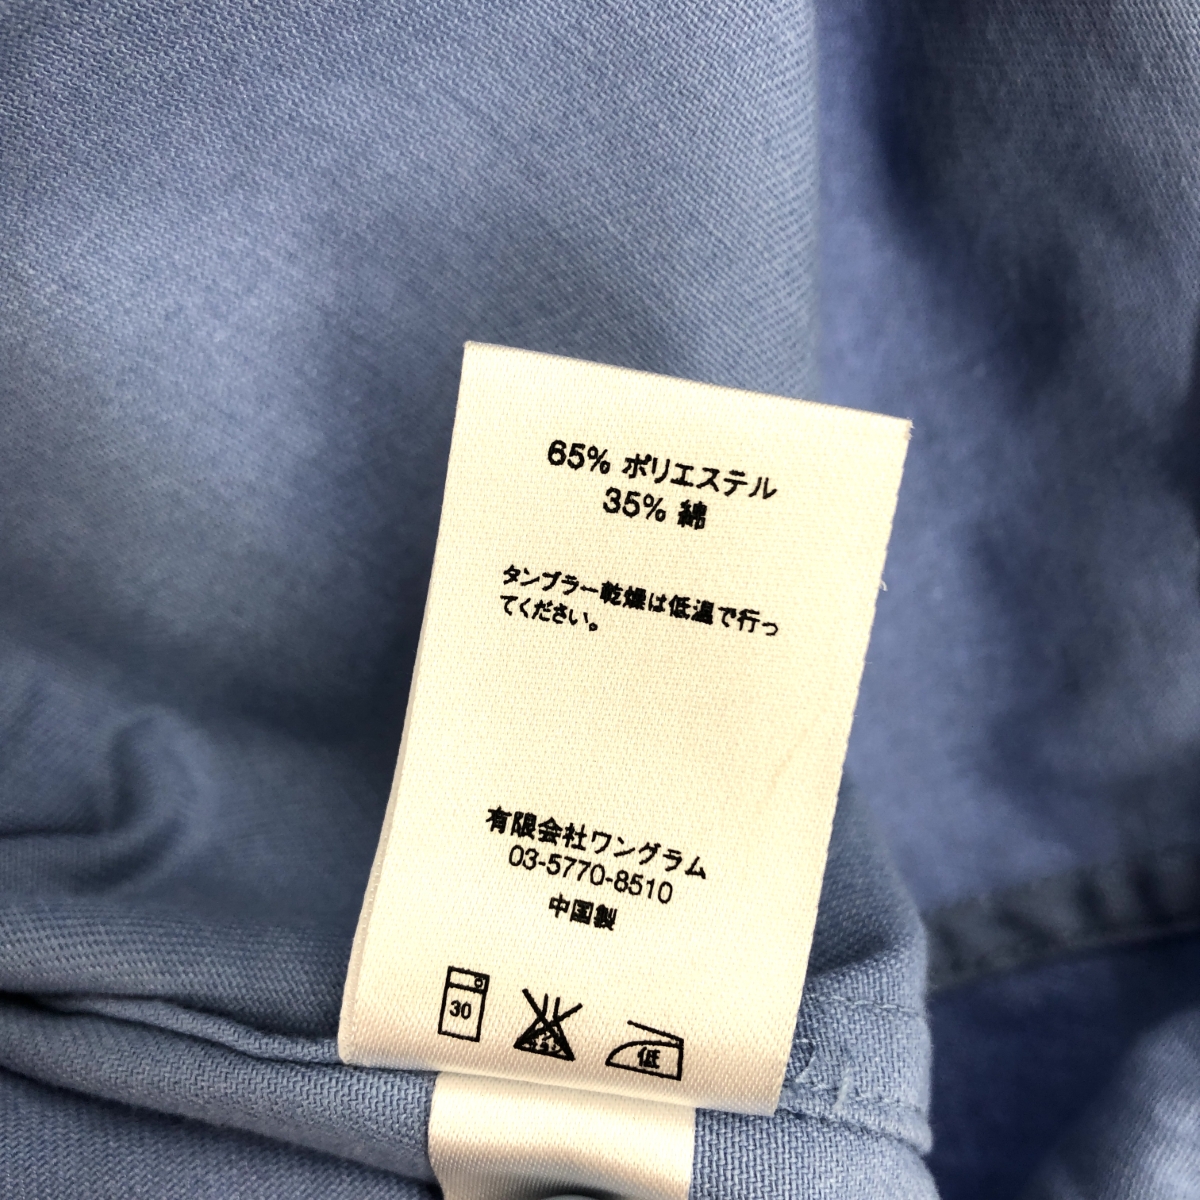 65% ポリエステル
35% 綿
タンブラー乾燥は低温で行っ
てください。
有限会社ワングラム
03-5770-8510
中国製
30
低